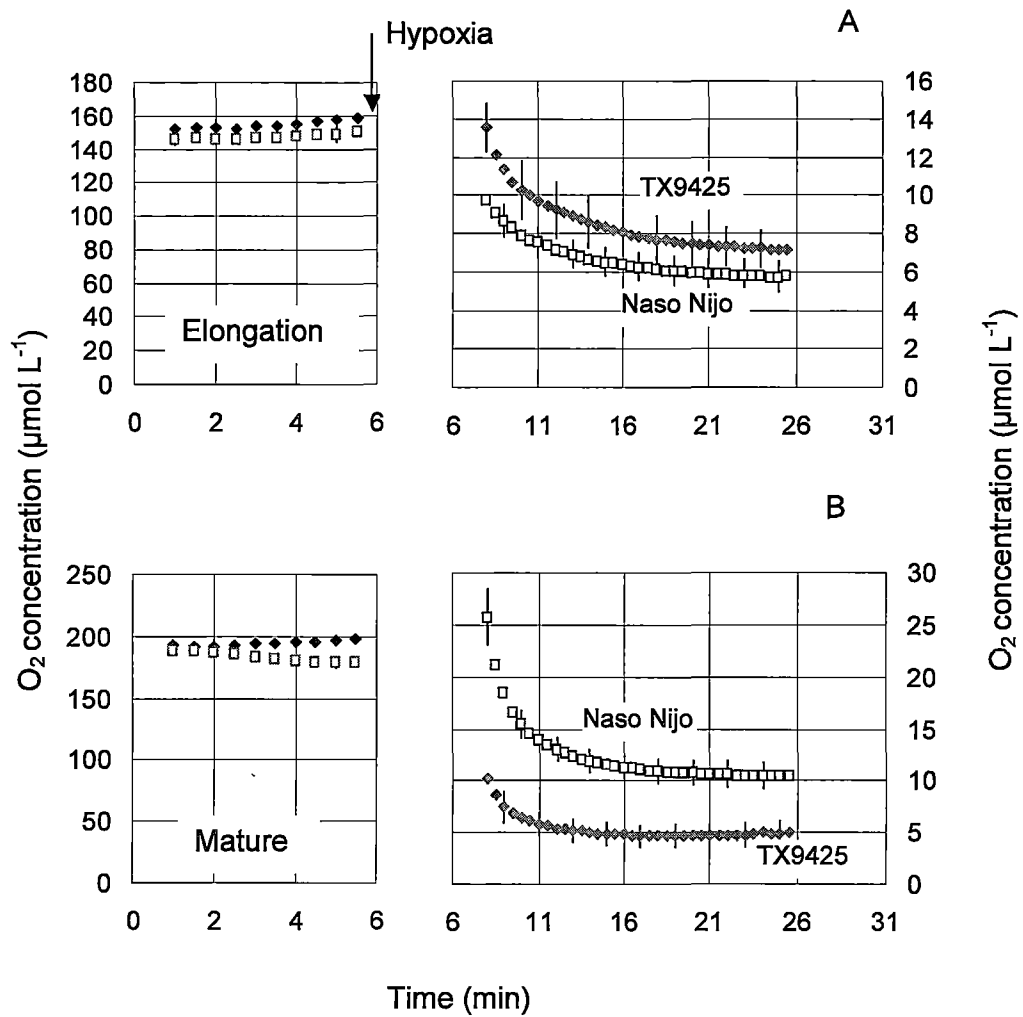 Hypoxia
A
180
160
140
120
100
80
60
40
20
0
Elongation
0 2 4 6
16
14
12
10
8
6
4
2
0
TX9425
Naso Nijo
6 11 16 21 26 31
B
250
200
150
100
50
0
Mature
0 2 4 6
30
25
20
15
10
5
0
Naso Nijo
TX9425
6 11 16 21 26 31
O₂ concentration (µmol L⁻¹)
O₂ concentration (µmol L⁻¹)
Time (min)